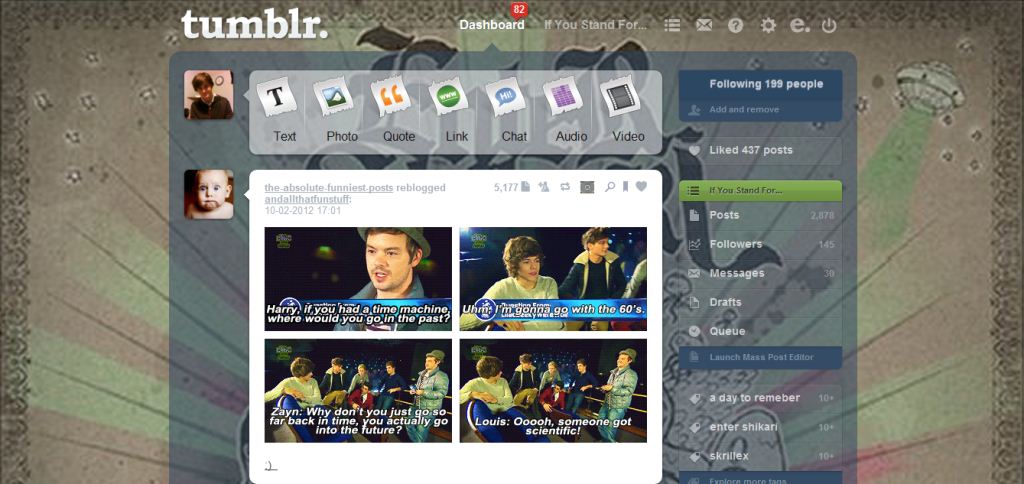 tumblr.
82
Dashboard
If You Stand For...
e.
Text
Photo
Quote
Link
Chat
Audio
Video
T
WWW
Hi!
the-absolute-funniest-posts reblogged
andallthatfunstuff:
10-02-2012 17:01
5,177
Harry, if you had a time machine,
where would you go in the past?
Question From:
Uhm, I'm gonna go with the 60's.
Zayn: Why don't you just go so
far back in time, you actually go
into the future?
Louis: Ooooh, someone got
scientific!
:)
Following 199 people
Add and remove
Liked 437 posts
If You Stand For...
Posts 2,878
Followers 145
Messages 30
Drafts
Queue
Launch Mass Post Editor
a day to remeber 10+
enter shikari 10+
skrillex 10+
Explore more tags